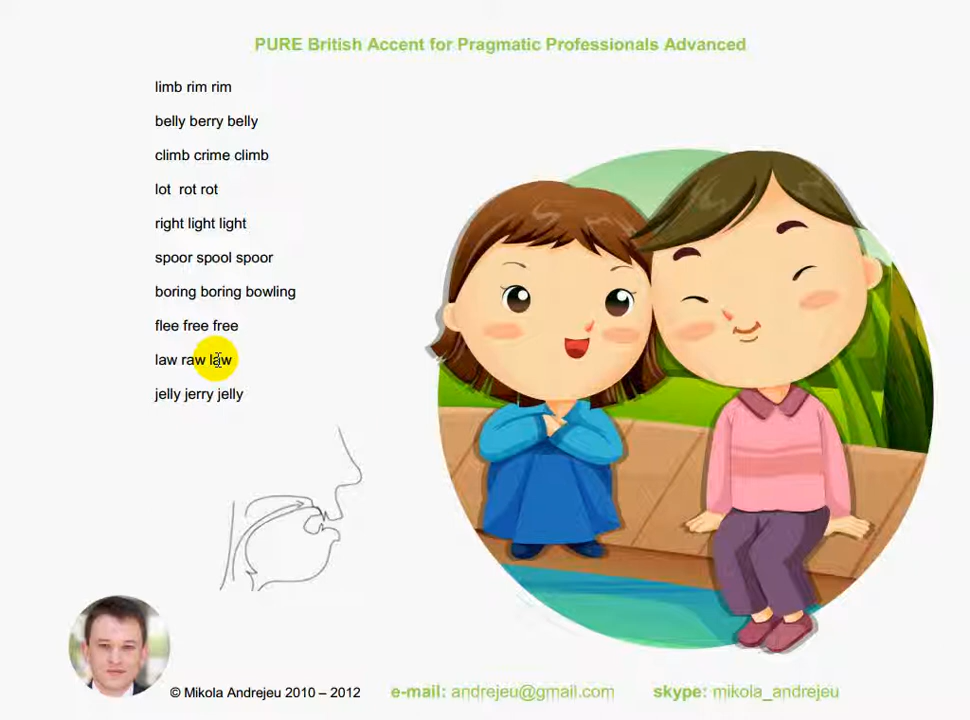 PURE British Accent for Pragmatic Professionals Advanced
limb rim rim
belly berry belly
climb crime climb
lot rot rot
right light light
spoor spool spoor
boring boring bowling
flee free free
law raw law
jelly jerry jelly
© Mikola Andrejeu 2010 – 2012 e-mail: andrejeu@gmail.com skype: mikola_andrejeu